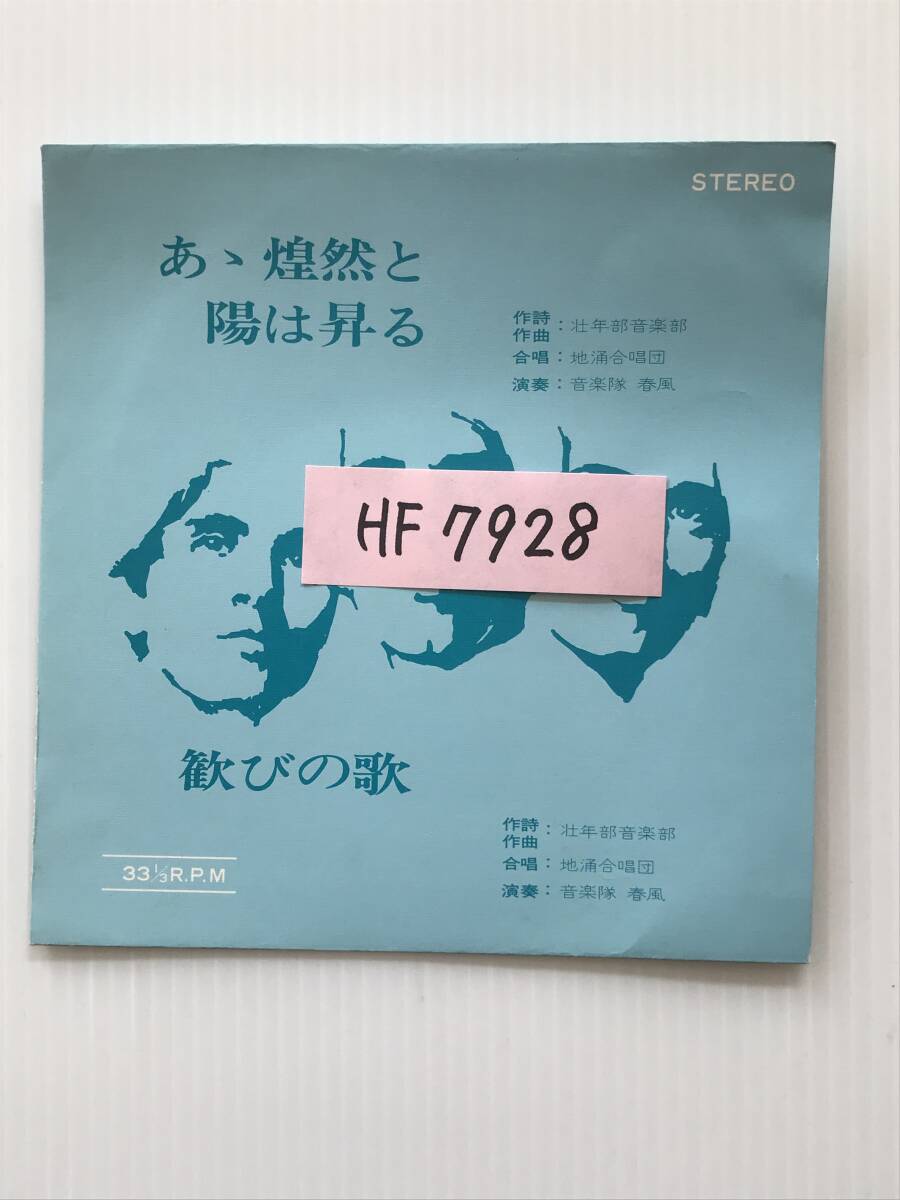 STEREO
あゝ煌然と
陽は昇る
作詩
作曲:壮年部音楽部
合唱:地涌合唱団
演奏:音楽隊 春風
HF 7928
歓びの歌
作詩
作曲:壮年部音楽部
合唱:地涌合唱団
演奏:音楽隊 春風
33⅓R.P.M